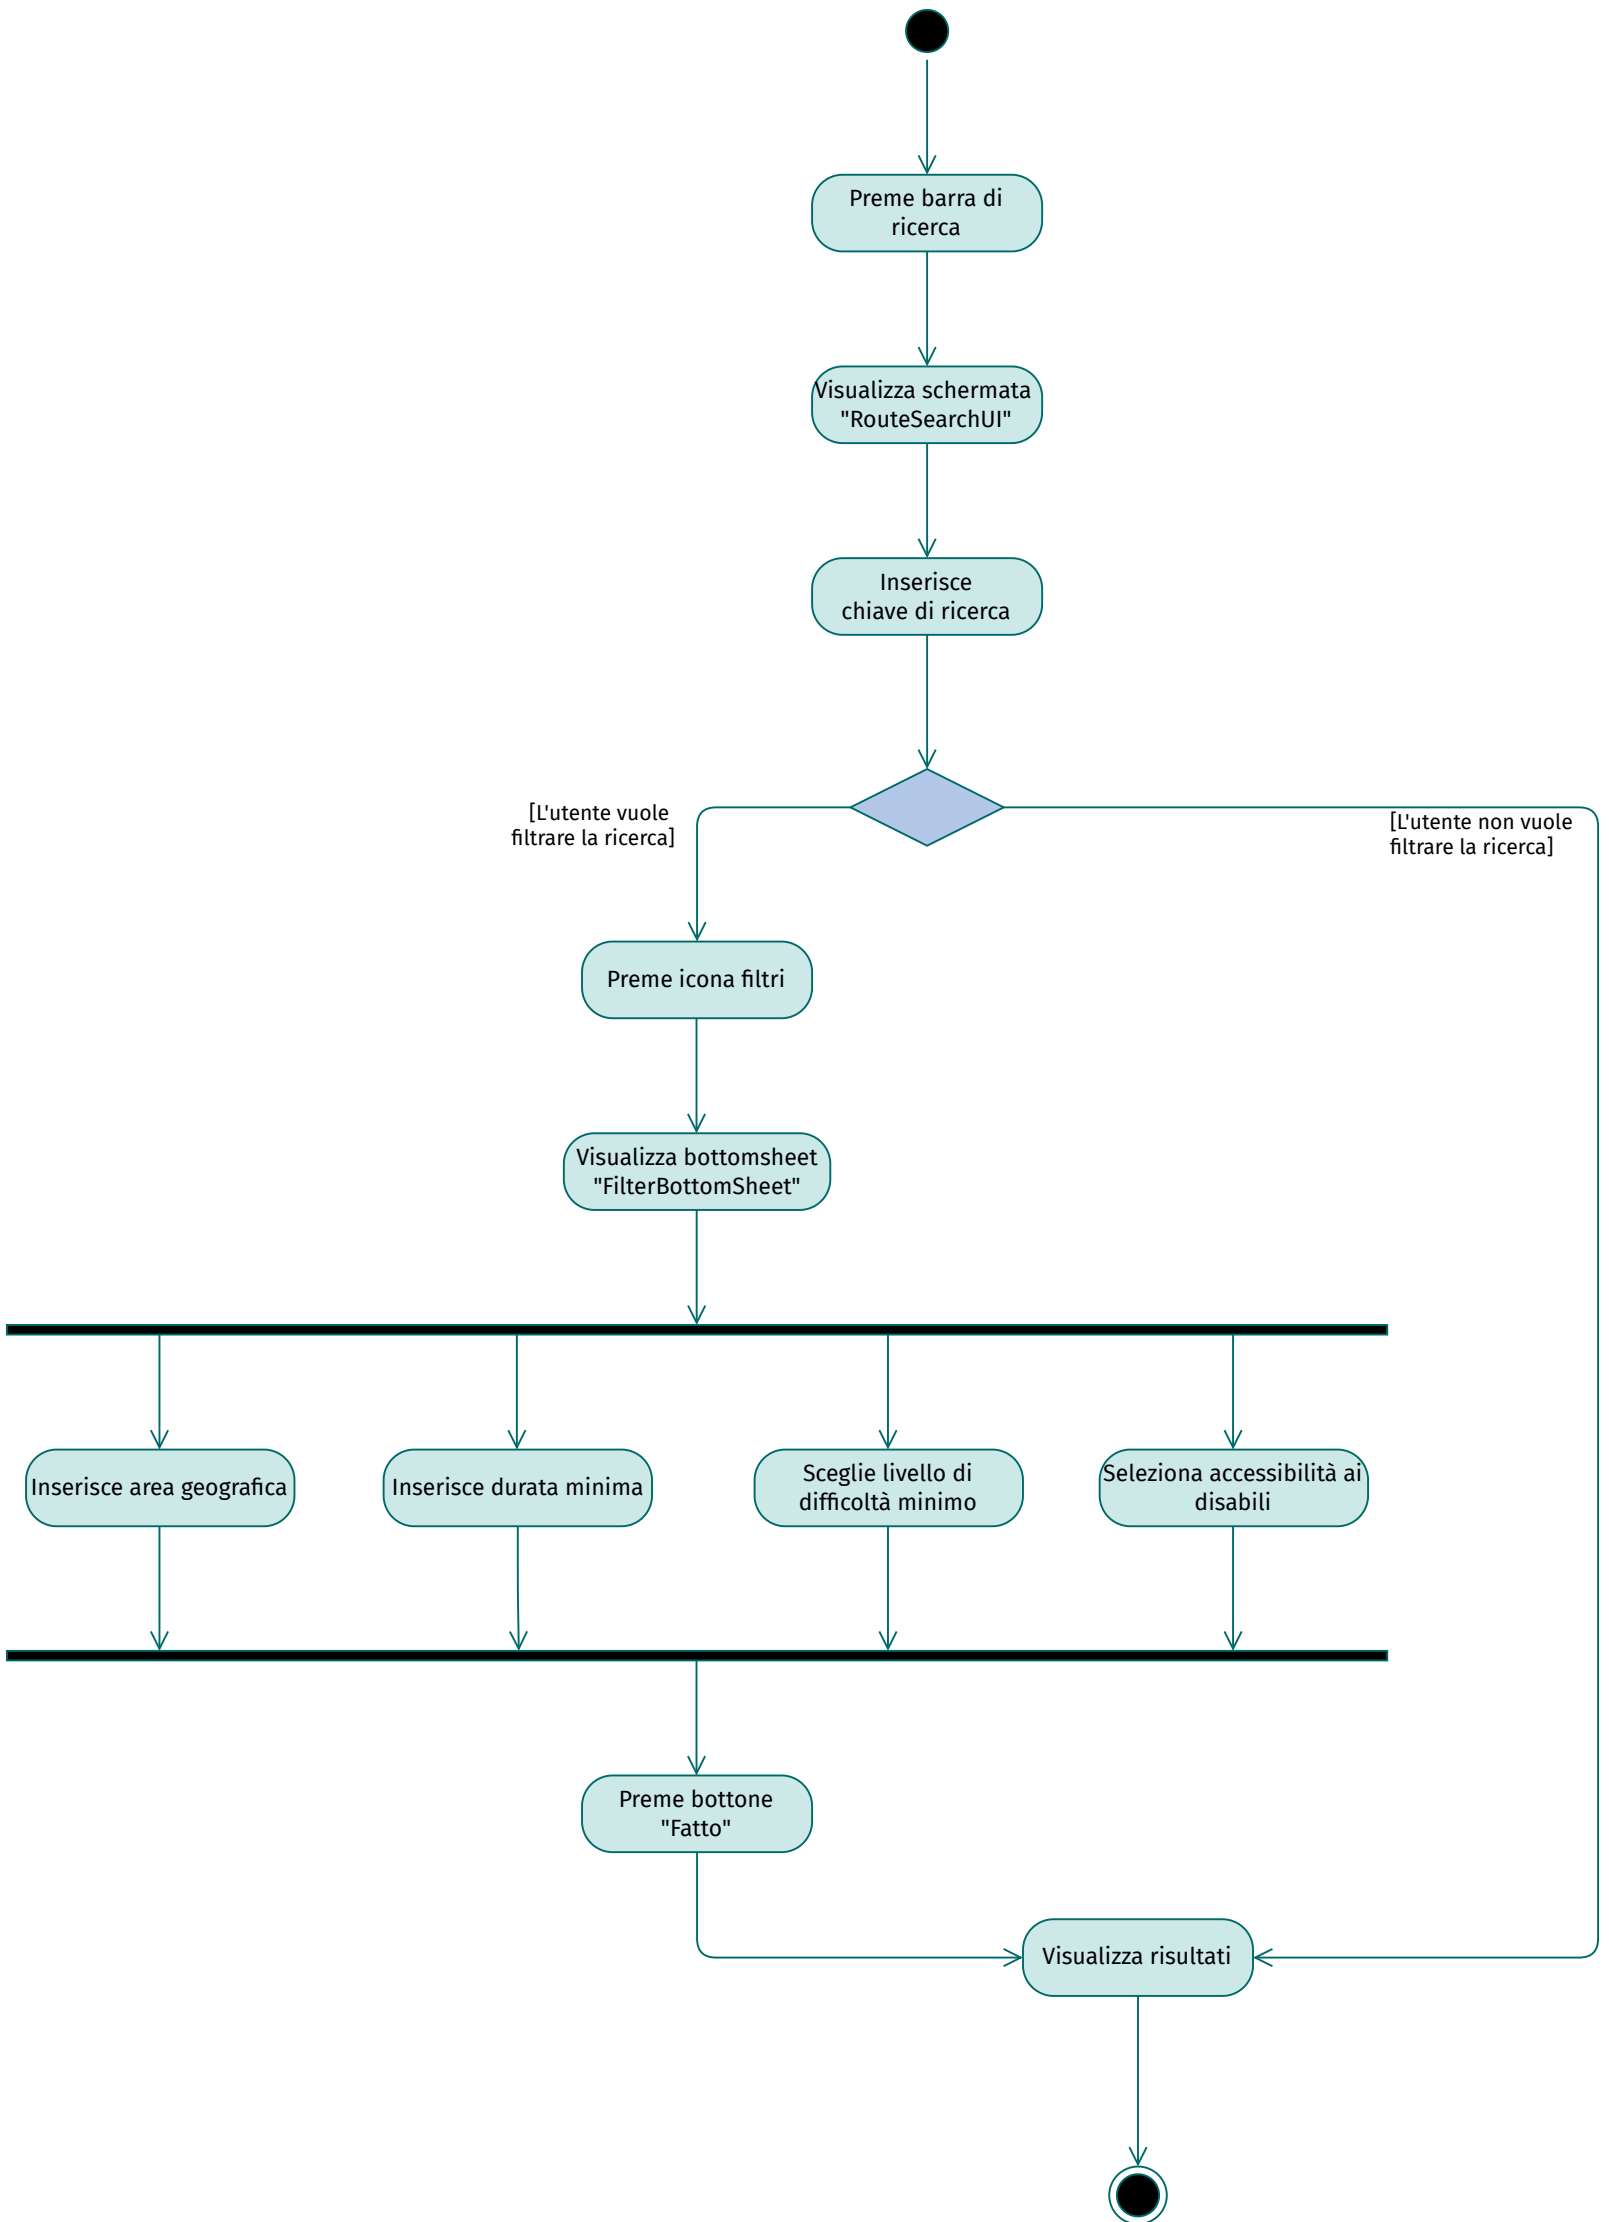 Preme barra di
ricerca
Visualizza schermata
"RouteSearchUI"
Inserisce
chiave di ricerca
[L'utente vuole
filtrare la ricerca]
[L'utente non vuole
filtrare la ricerca]
Preme icona filtri
Visualizza bottomsheet
"FilterBottomSheet"
Inserisce area geografica
Inserisce durata minima
Sceglie livello di
difficoltà minimo
Seleziona accessibilità ai
disabili
Preme bottone
"Fatto"
Visualizza risultati